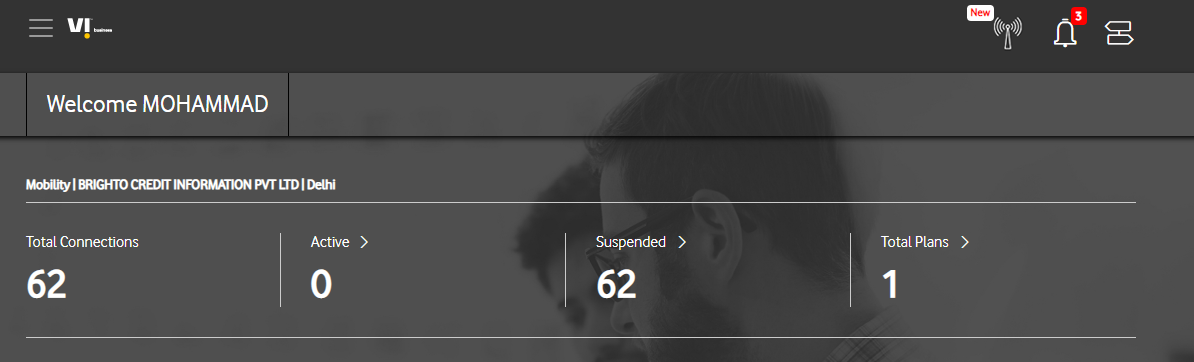 New
3
VI business
Welcome MOHAMMAD
Mobility | BRIGHTO CREDIT INFORMATION PVT LTD | Delhi
Total Connections
62
Active
0
Suspended
62
Total Plans
1